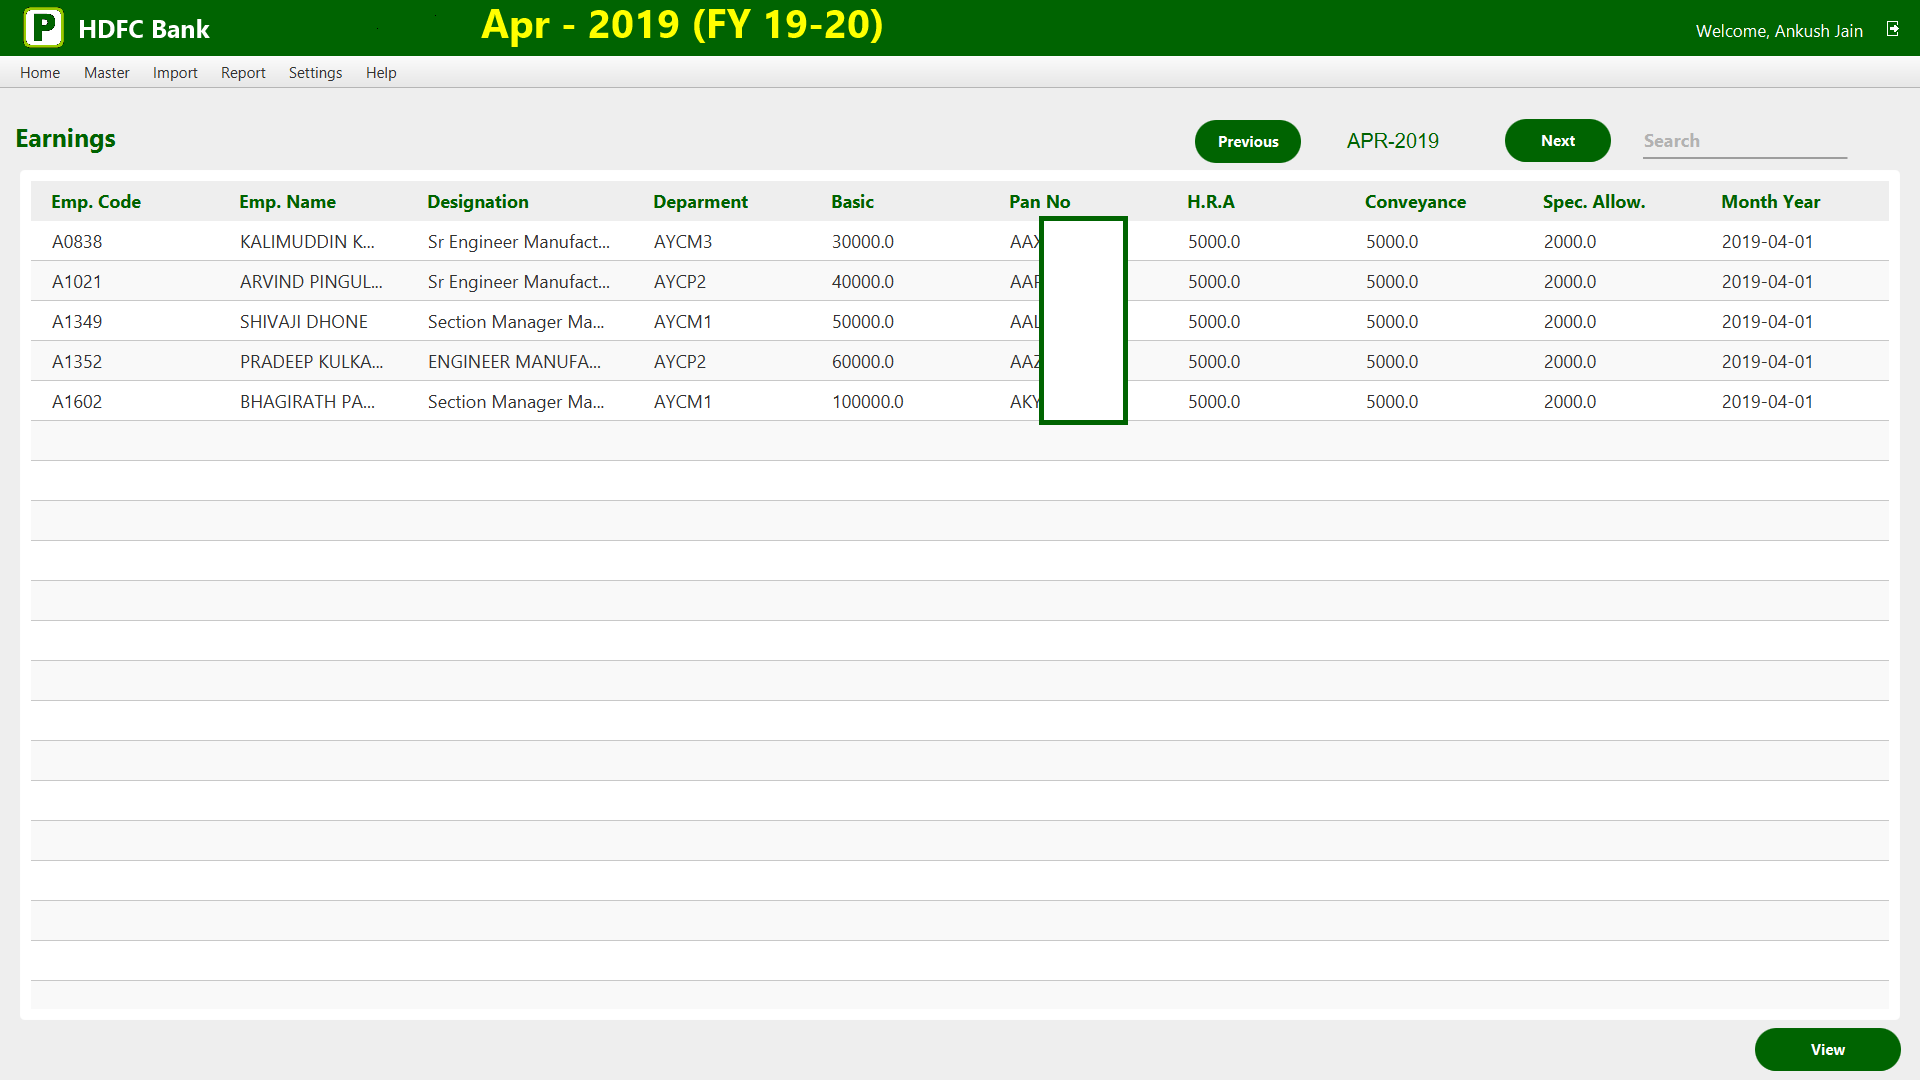 P HDFC Bank Apr - 2019 (FY 19-20) Welcome, Ankush Jain
Home Master Import Report Settings Help
Earnings Previous APR-2019 Next Search
Emp. Code Emp. Name Designation Deparment Basic Pan No H.R.A Conveyance Spec. Allow. Month Year
A0838 KALIMUDDIN K... Sr Engineer Manufact... AYCM3 30000.0 AAX 5000.0 5000.0 2000.0 2019-04-01
A1021 ARVIND PINGUL... Sr Engineer Manufact... AYCP2 40000.0 5000.0 5000.0 2000.0 2019-04-01
A1349 SHIVAJI DHONE Section Manager Ma... AYCM1 50000.0 AAL 5000.0 5000.0 2000.0 2019-04-01
A1352 PRADEEP KULKA... ENGINEER MANUFA... AYCP2 60000.0 AAZ 5000.0 5000.0 2000.0 2019-04-01
A1602 BHAGIRATH PA... Section Manager Ma... AYCM1 100000.0 AKY 5000.0 5000.0 2000.0 2019-04-01
View